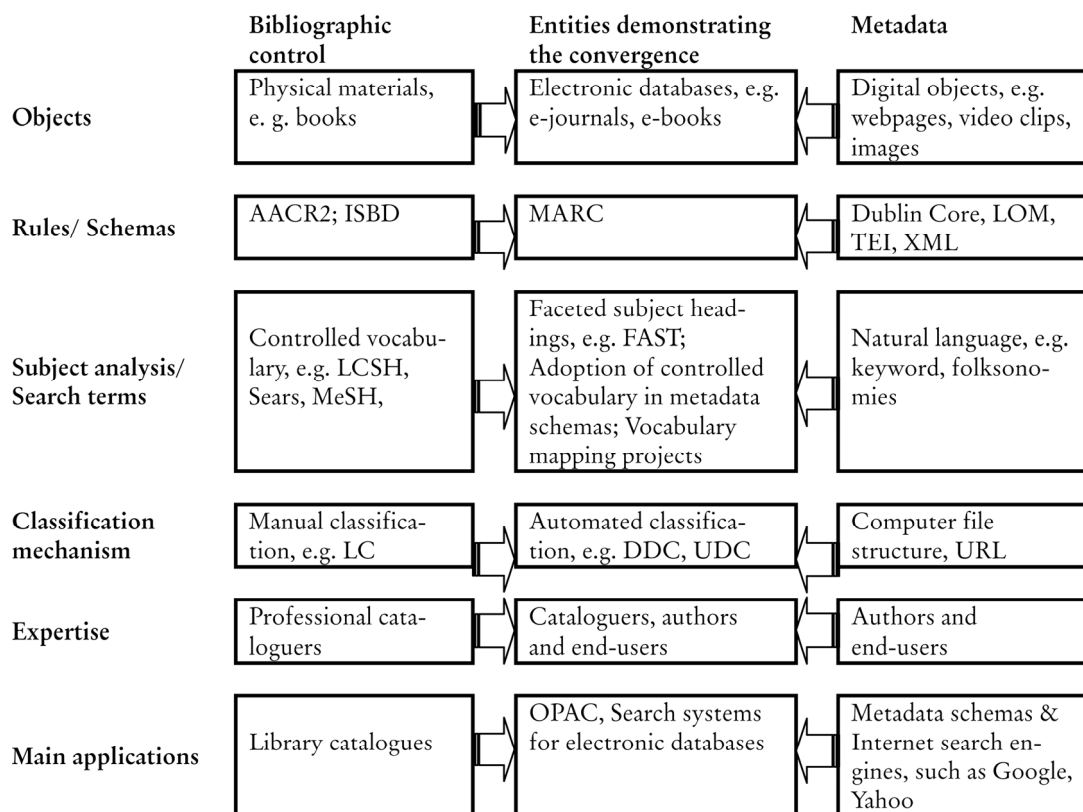 Bibliographic
control
Entities demonstrating
the convergence
Metadata
Objects
Physical materials,
e. g. books
Electronic databases, e.g.
e-journals, e-books
Digital objects, e.g.
webpages, video clips,
images
Rules/ Schemas
AACR2; ISBD
MARC
Dublin Core, LOM,
TEI, XML
Subject analysis/
Search terms
Controlled vocabu-
lary, e.g. LCSH,
Sears, MeSH,
Faceted subject head-
ings, e.g. FAST;
Adoption of controlled
vocabulary in metadata
schemas; Vocabulary
mapping projects
Natural language, e.g.
keyword, folksono-
mies
Classification
mechanism
Manual classifica-
tion, e.g. LC
Automated classifica-
tion, e.g. DDC, UDC
Computer file
structure, URL
Expertise
Professional cata-
loguers
Cataloguers, authors
and end-users
Authors and
end-users
Main applications
Library catalogues
OPAC, Search systems
for electronic databases
Metadata schemas &
Internet search en-
gines, such as Google,
Yahoo